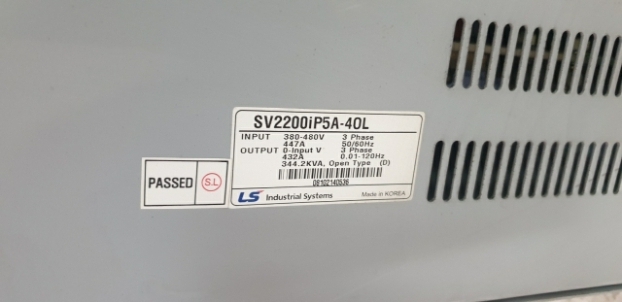 SV2200iP5A-4OL
INPUT 380-480V 3 Phase
447A 50/60Hz
OUTPUT 0-Input V 3 Phase
432A 0.01-120Hz
344.2KVA, Open Type (D)
08102140536
LS Industrial Systems Made in KOREA
PASSED S.L